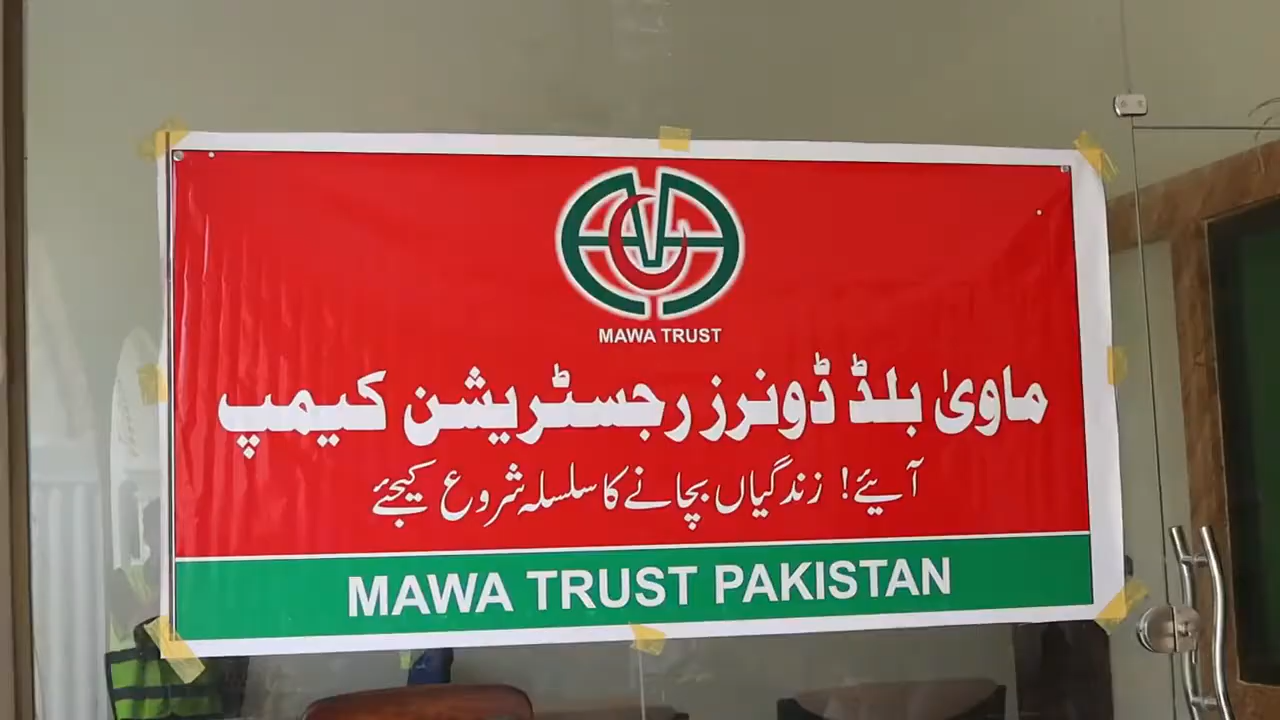 MAWA TRUST
ماویٰ بلڈ ڈونرز رجسٹریشن کیمپ
آیئے! زندگیاں بچانے کا سلسلہ شروع کیجئے
MAWA TRUST PAKISTAN